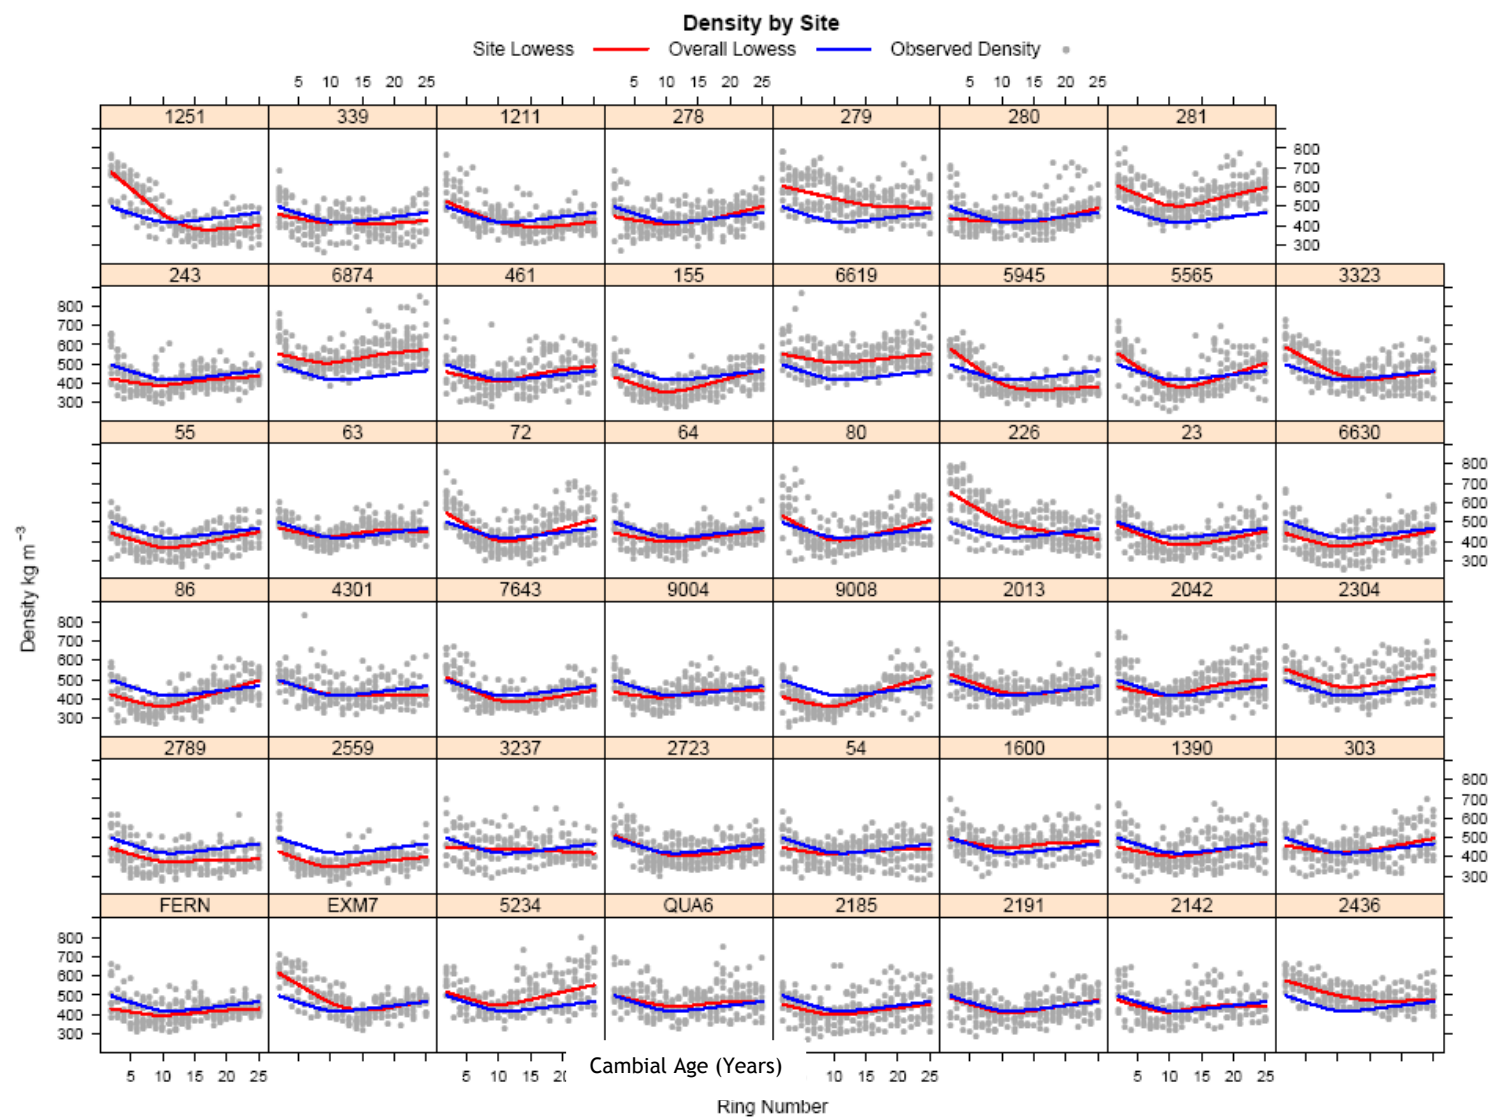 Density by Site
Site Lowess Overall Lowess Observed Density
5 10 15 20 25 5 10 15 20 25 5 10 15 20 25
1251 339 1211 278 279 280 281
800
700
600
500
400
300
243 6874 461 155 6619 5945 5565 3323
800
700
600
500
400
300
55 63 72 64 80 226 23 6630
800
700
600
500
400
300
86 4301 7643 9004 9008 2013 2042 2304
800
700
600
500
400
300
2789 2559 3237 2723 54 1600 1390 303
800
700
600
500
400
300
FERN EXM7 5234 QUA6 2185 2191 2142 2436
800
700
600
500
400
300
Density kg m⁻³
5 10 15 20 25 5 10 15 10 15 20 25 5 10 15 20 25
Cambial Age (Years)
Ring Number